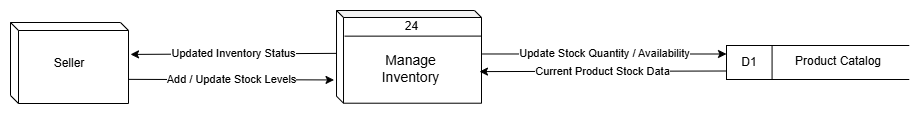 24
Seller
Updated Inventory Status
Add / Update Stock Levels
Manage
Inventory
Update Stock Quantity / Availability
Current Product Stock Data
D1
Product Catalog